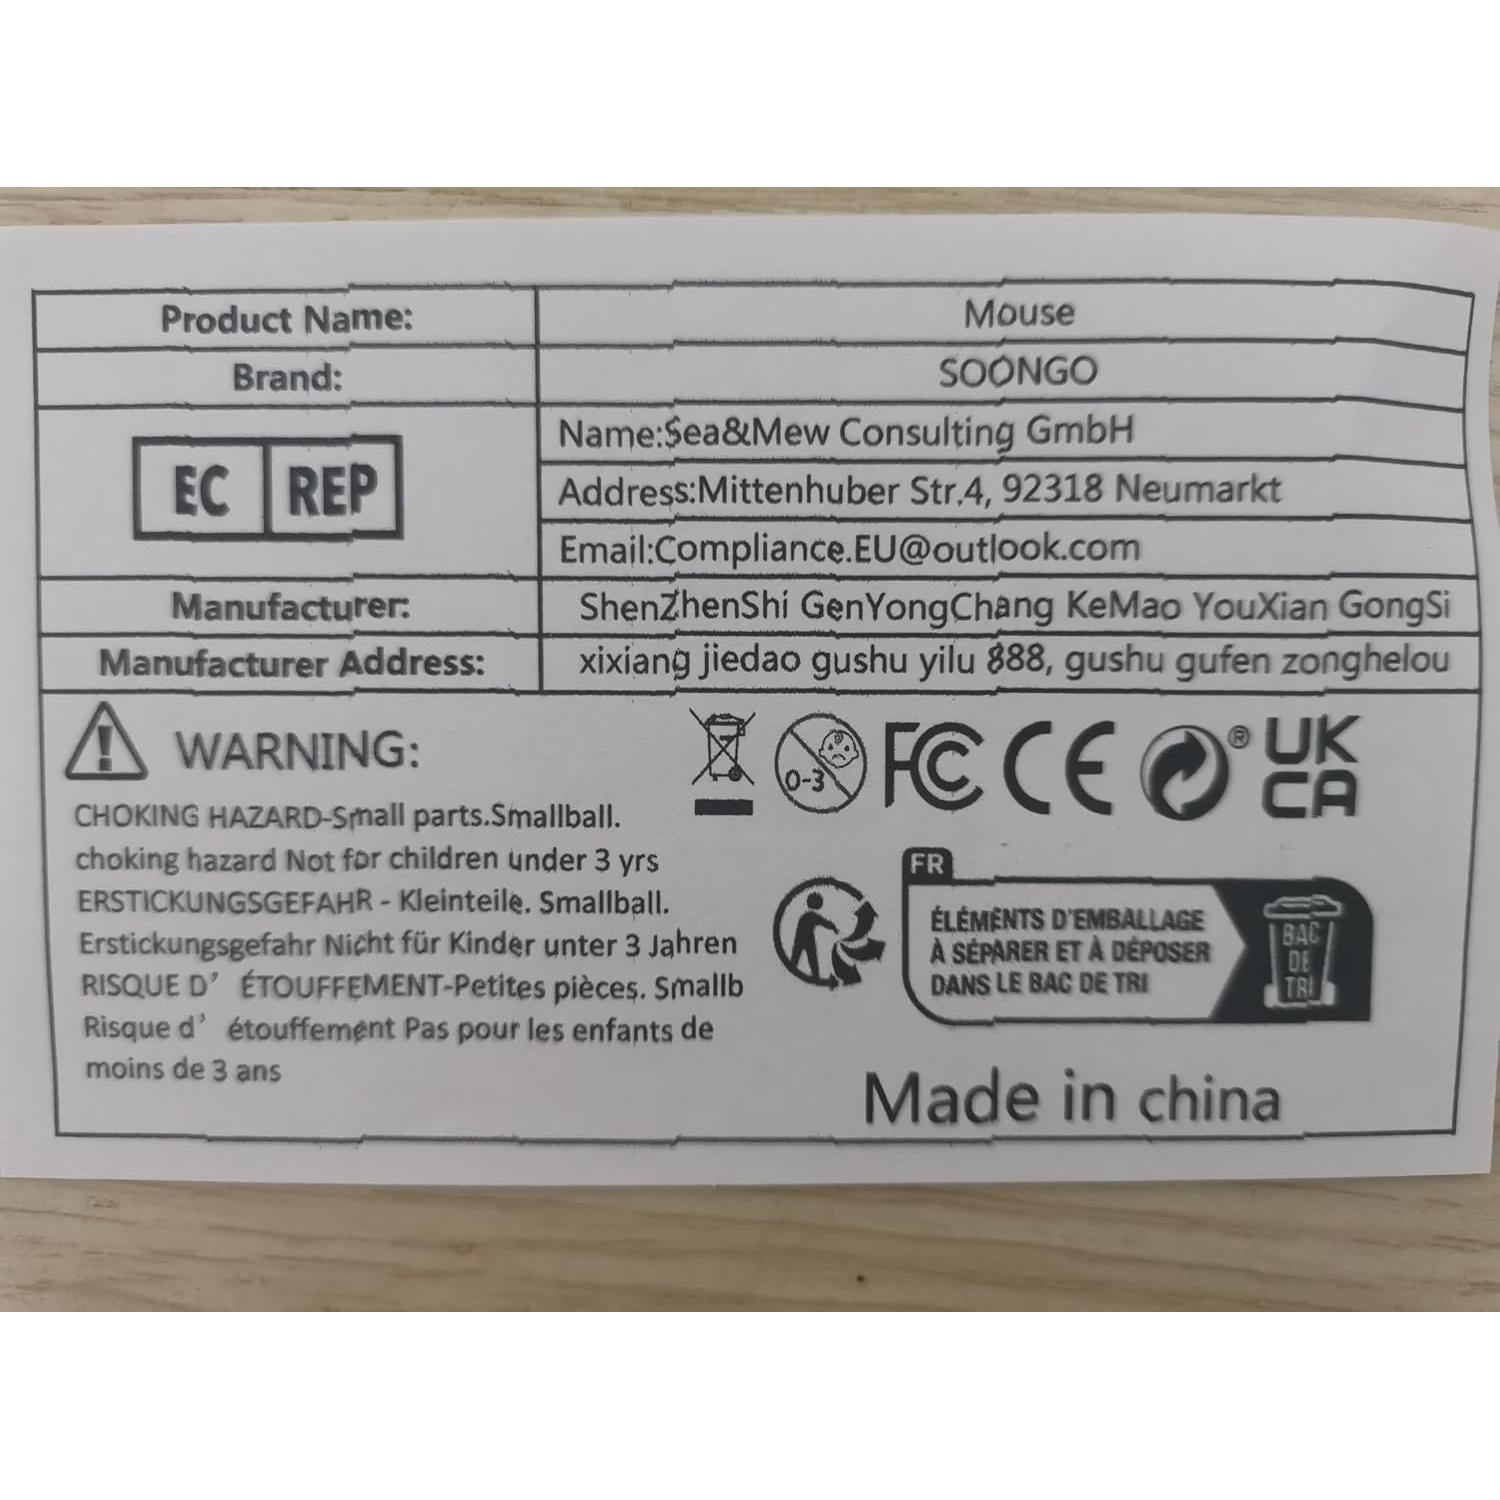 Product Name: Mouse
Brand: SOONGO
EC REP
Name:Sea&Mew Consulting GmbH
Address:Mittenhuber Str.4, 92318 Neumarkt
Email:Compliance.EU@outlook.com
Manufacturer: ShenZhenShi GenYongChang KeMao YouXian GongSi
Manufacturer Address: xixiang jiedao gushu yilu 888, gushu gufen zonghelou
WARNING:
CHOKING HAZARD-Small parts.Smallball.
choking hazard Not for children under 3 yrs
ERSTICKUNGSGEFAHR - Kleinteile. Smallball.
Erstickungsgefahr Nicht für Kinder unter 3 Jahren
RISQUE D’ ÉTOUFFEMENT-Petites pièces. Smallb
Risque d’ étouffement Pas pour les enfants de
moins de 3 ans
0-3
FC CE ® UK
CA
FR
ÉLÉMENTS D'EMBALLAGE
À SÉPARER ET À DÉPOSER
DANS LE BAC DE TRI
BAC
DE
TRI
Made in china